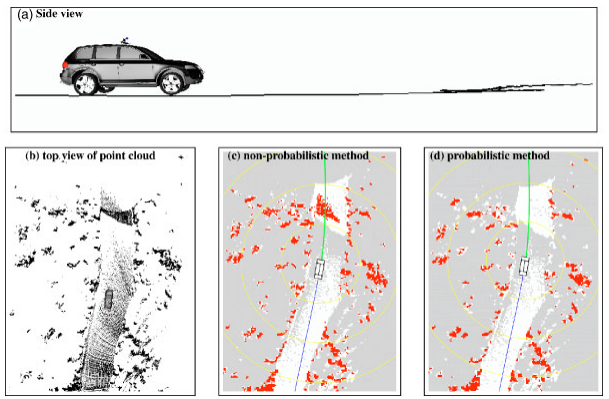 (a) Side view
(b) top view of point cloud
(c) non-probabilistic method
(d) probabilistic method